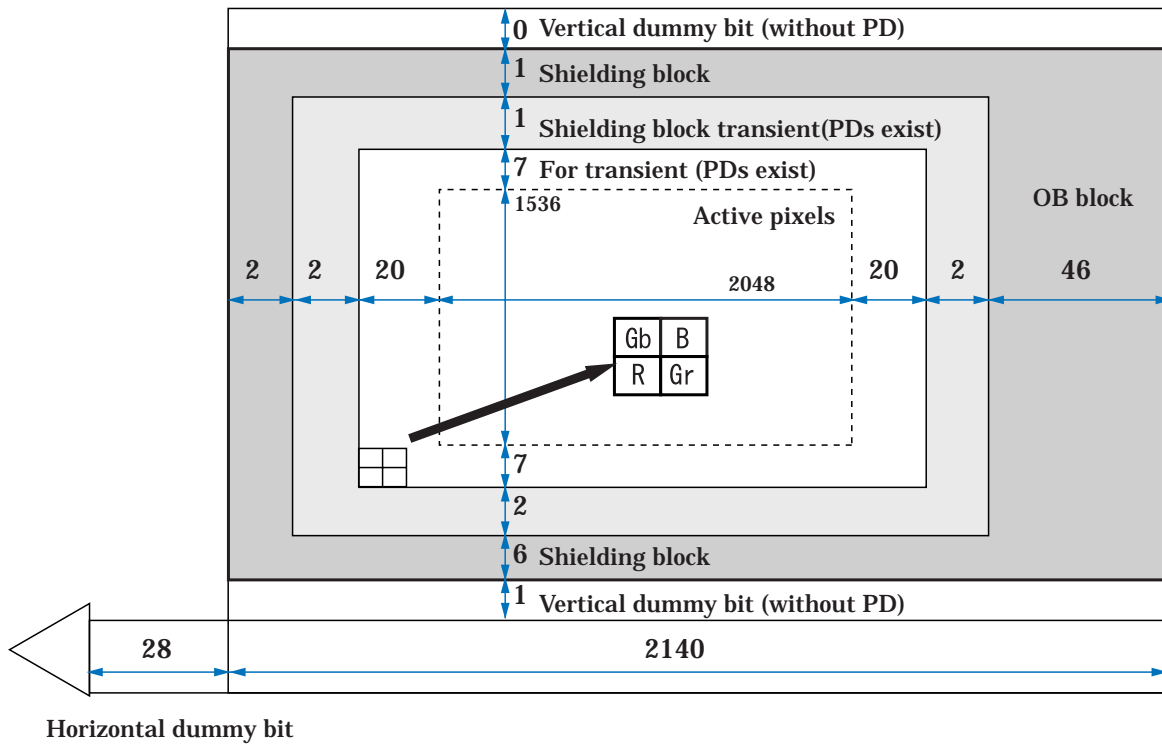 0 Vertical dummy bit (without PD)
1 Shielding block
1 Shielding block transient(PDs exist)
7 For transient (PDs exist)
1536
Active pixels
OB block
2 2 20 20 2 46
2048
Gb B
R Gr
7
2
6 Shielding block
1 Vertical dummy bit (without PD)
28 2140
Horizontal dummy bit